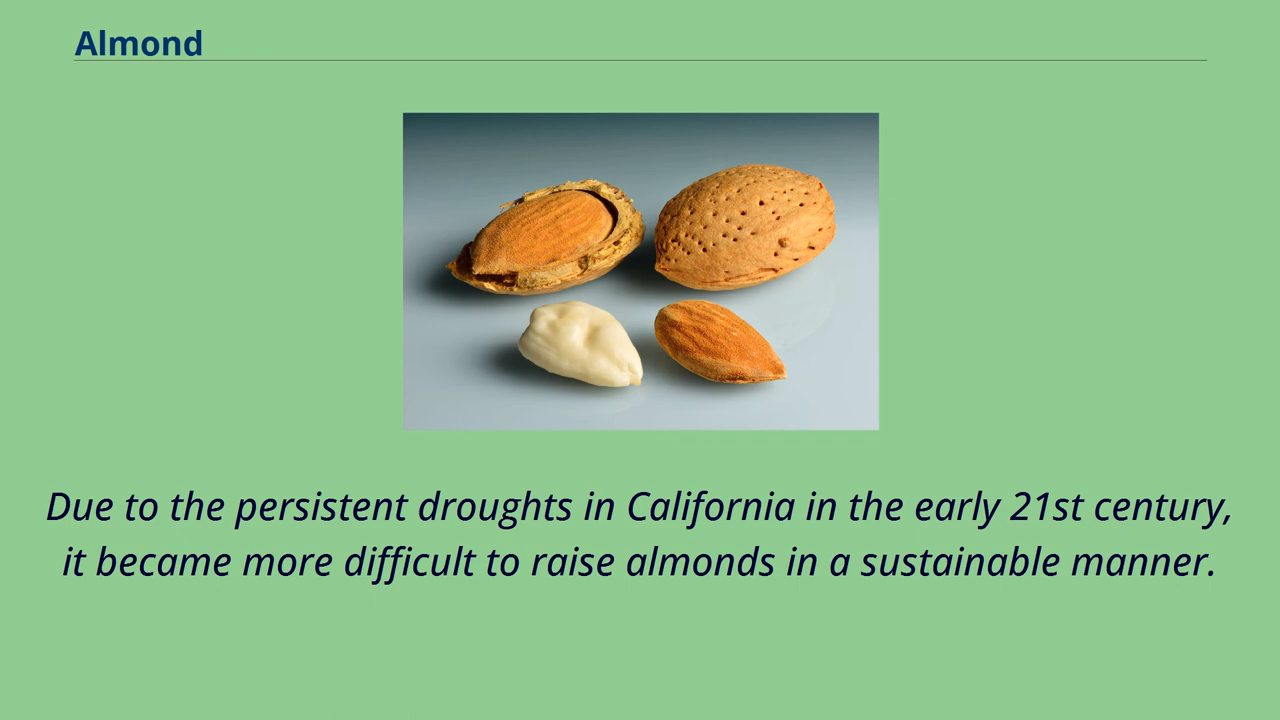 Almond
Due to the persistent droughts in California in the early 21st century,
it became more difficult to raise almonds in a sustainable manner.